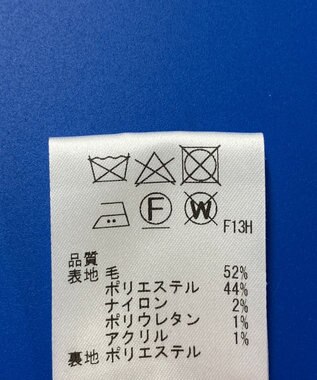 F W F13H
品質
表地 毛 52%
ポリエステル 44%
ナイロン 2%
ポリウレタン 1%
アクリル 1%
裏地 ポリエステル